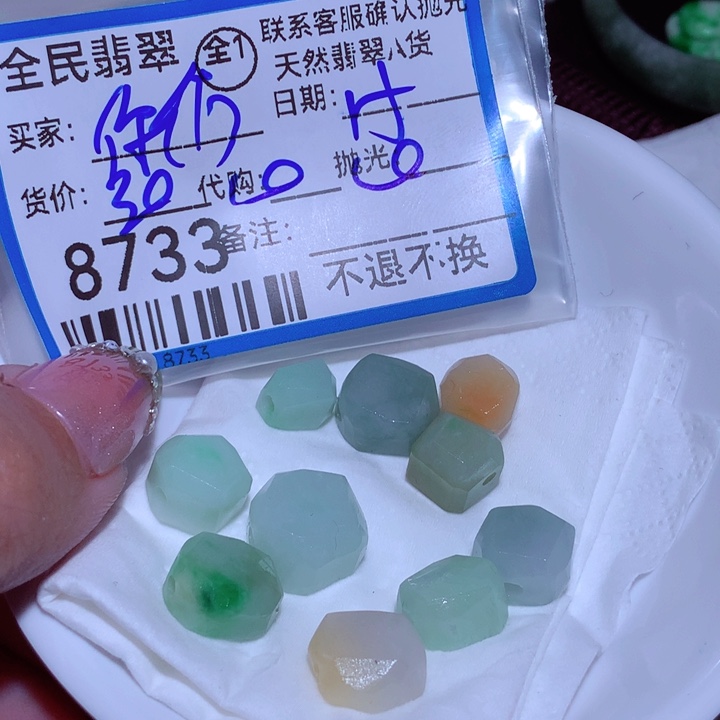 全民翡翠 全1 联系客服确认抛光
天然翡翠A货
买家: 日期:
货价: 30 代购: 0 抛光
8733 备注:
不退不换
8733